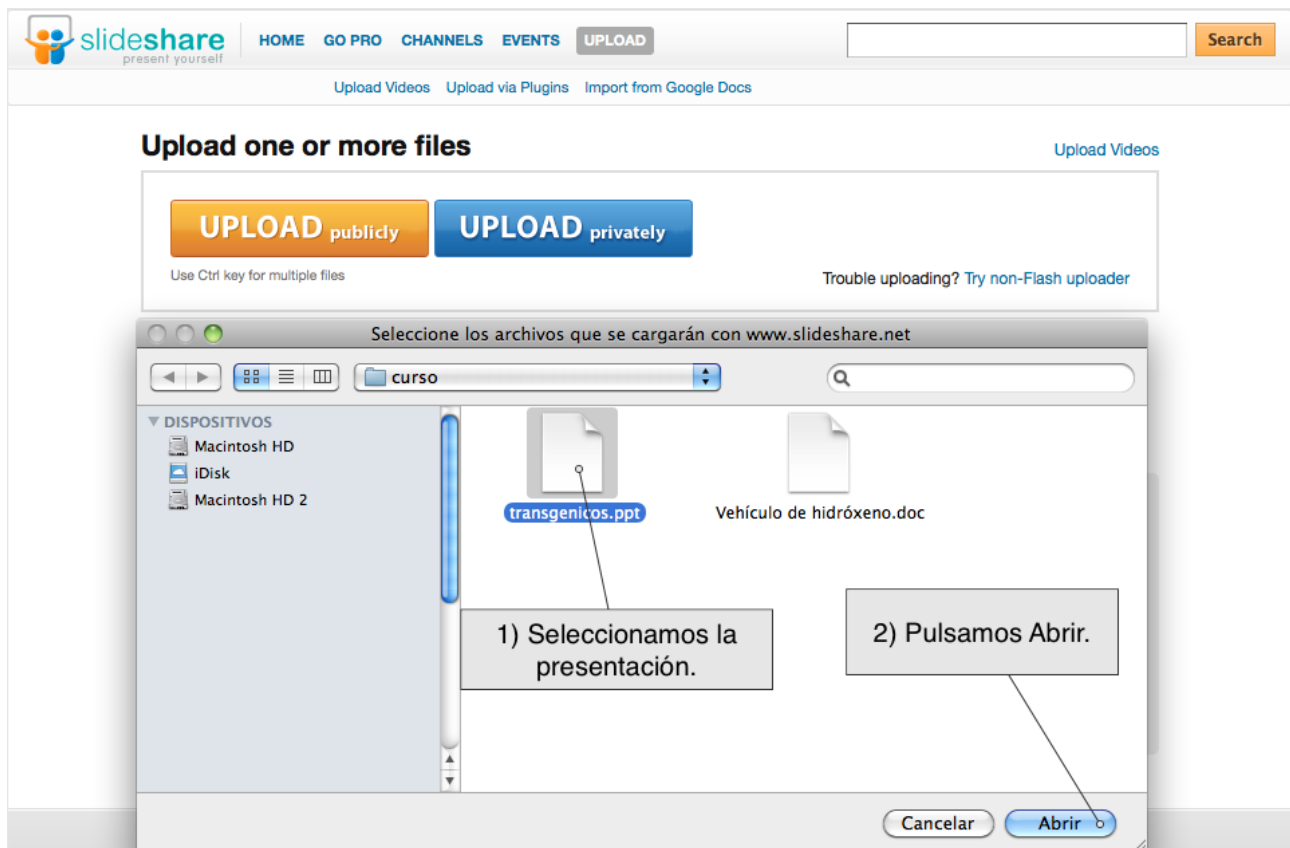 slideshare
present yourself
HOME GO PRO CHANNELS EVENTS UPLOAD
Search
Upload Videos Upload via Plugins Import from Google Docs
Upload one or more files
Upload Videos
UPLOAD publicly
UPLOAD privately
Use Ctrl key for multiple files
Trouble uploading? Try non-Flash uploader
Seleccione los archivos que se cargarán con www.slideshare.net
curso
DISPOSITIVOS
Macintosh HD
iDisk
Macintosh HD 2
transgenicos.ppt
Vehículo de hidróxeno.doc
1) Seleccionamos la
presentación.
2) Pulsamos Abrir.
Cancelar
Abrir